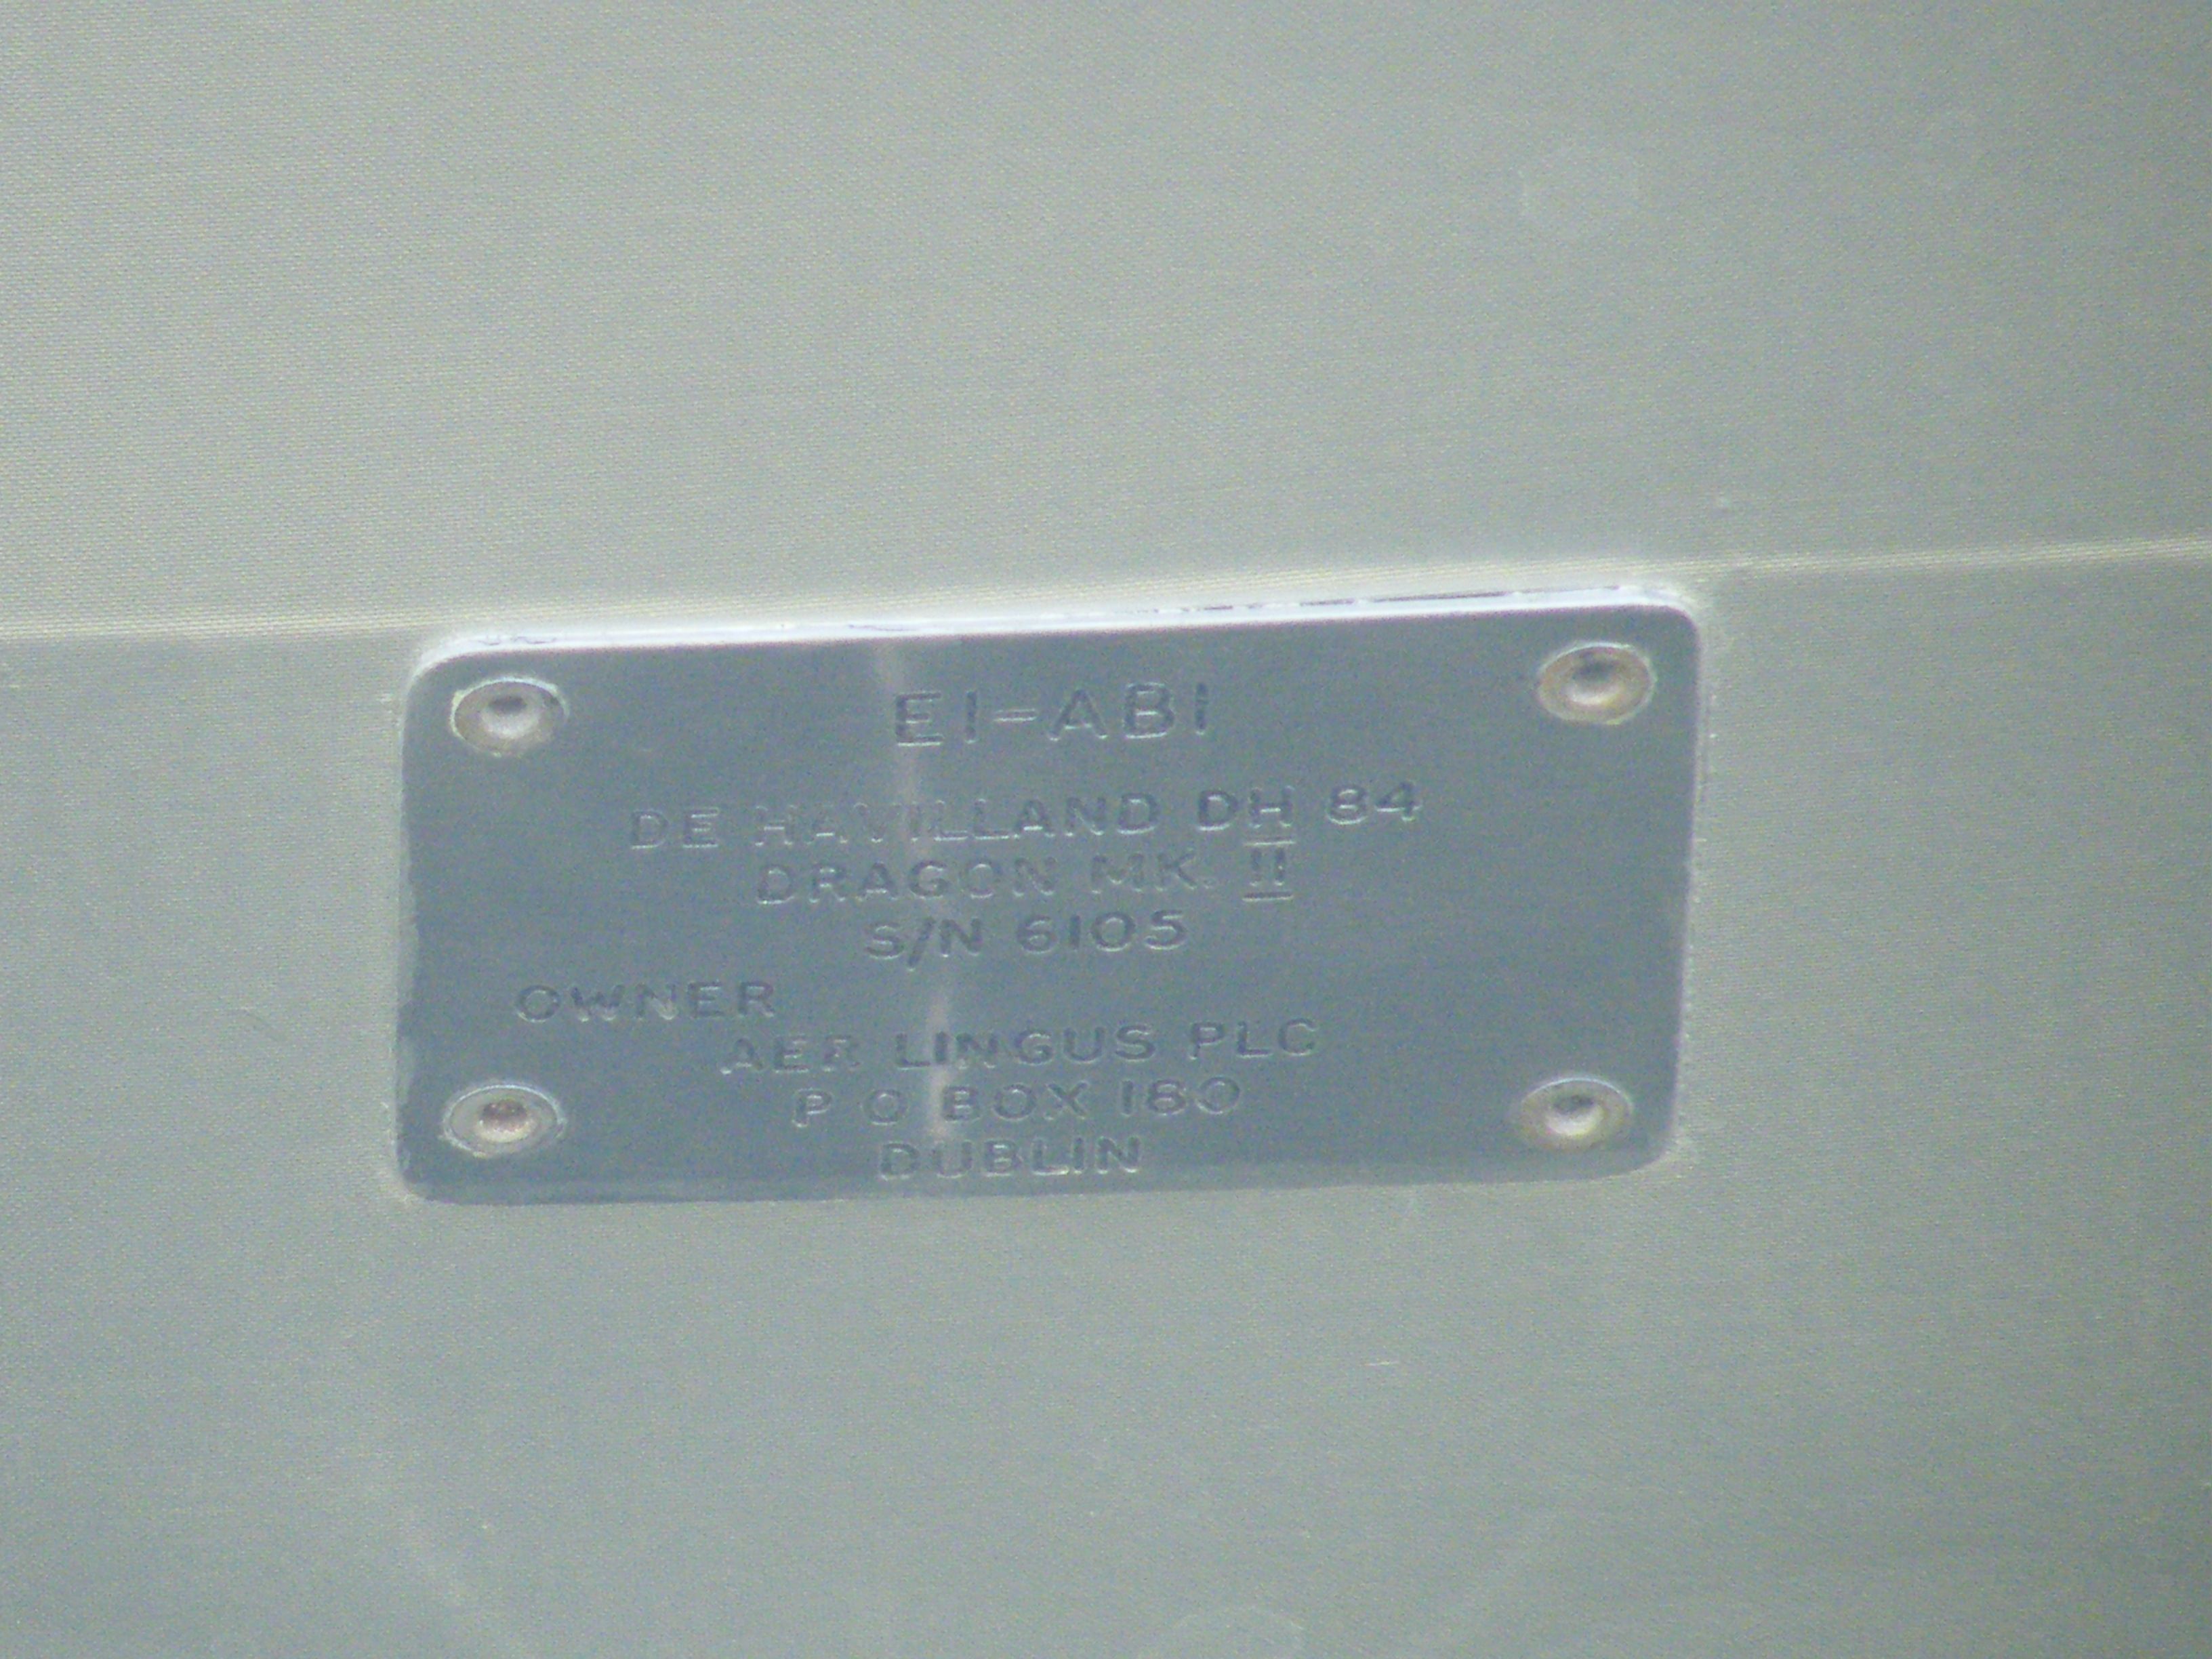 EI-ABI
DE HAVILLAND DH 84
DRAGON MK. II
S/N 6105
OWNER
AER LINGUS PLC
P O BOX 180
DUBLIN